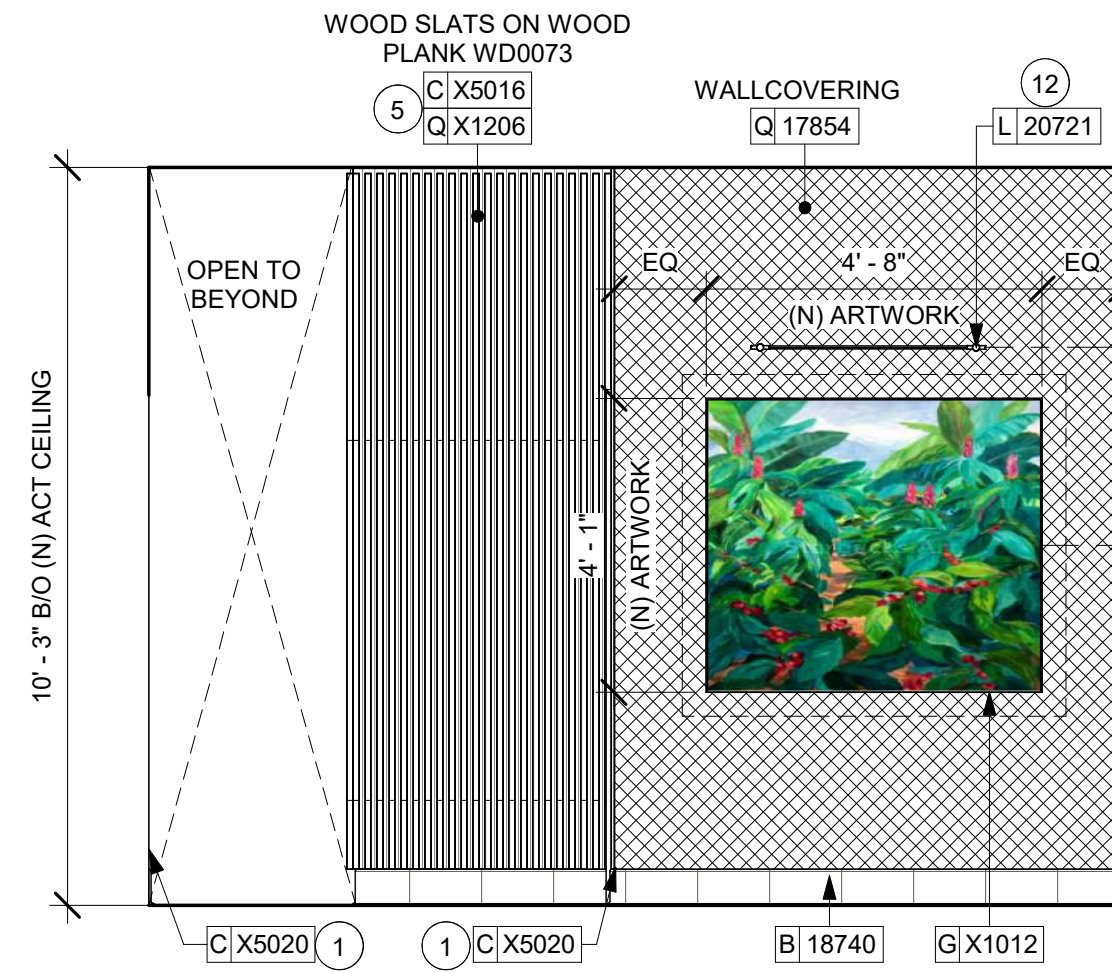 WOOD SLATS ON WOOD
PLANK WD0073
5
C X5016
Q X1206
WALLCOVERING
Q 17854
12
L 20721
OPEN TO
BEYOND
EQ
4' - 8"
EQ
(N) ARTWORK
10' - 3" B/O (N) ACT CEILING
4' - 1"
(N) ARTWORK
C X5020
1
1
C X5020
B 18740
G X1012